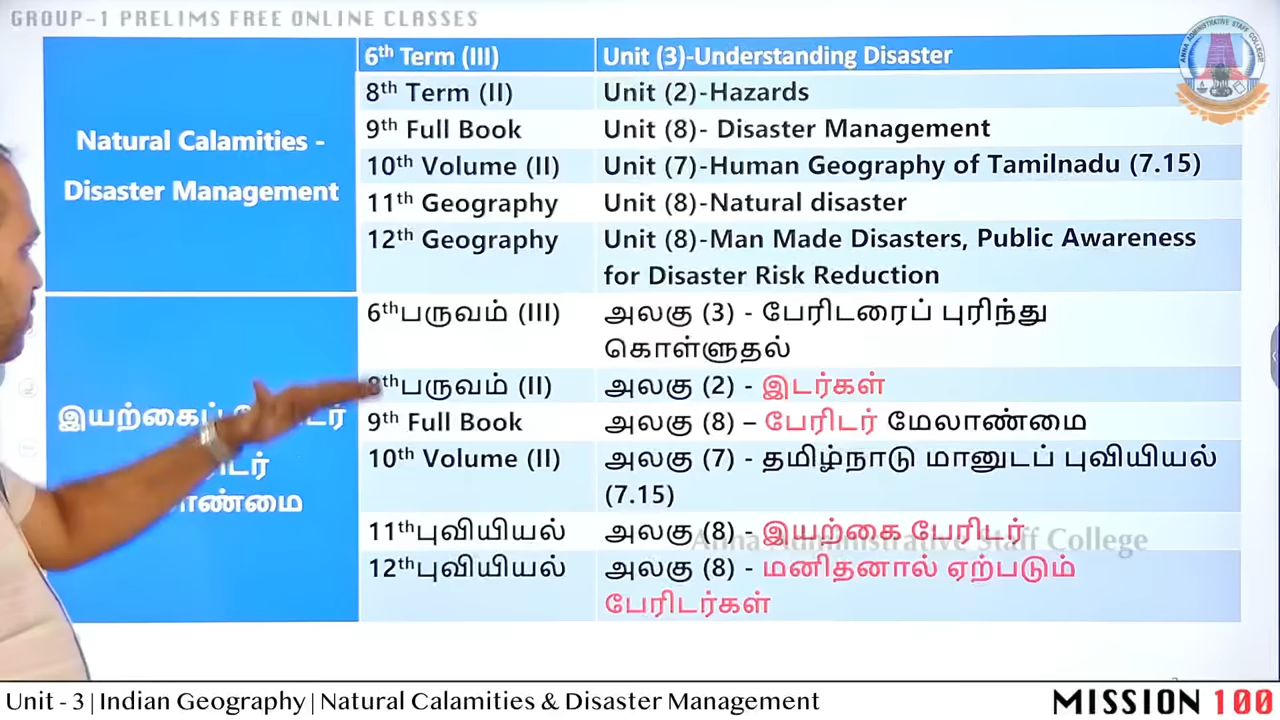 GROUP-1 PRELIMS FREE ONLINE CLASSES
ANNA ADMINISTRATIVE STAFF COLLEGE
Natural Calamities -
Disaster Management
6th Term (III) Unit (3)-Understanding Disaster
8th Term (II) Unit (2)-Hazards
9th Full Book Unit (8)- Disaster Management
10th Volume (II) Unit (7)-Human Geography of Tamilnadu (7.15)
11th Geography Unit (8)-Natural disaster
12th Geography Unit (8)-Man Made Disasters, Public Awareness
for Disaster Risk Reduction
இயற்கைப்
6thபருவம் (III) அலகு (3) - பேரிடரைப் புரிந்து
கொள்ளுதல்
8thபருவம் (II) அலகு (2) - இடர்கள்
9th Full Book அலகு (8) – பேரிடர் மேலாண்மை
10th Volume (II) அலகு (7) - தமிழ்நாடு மானுடப் புவியியல்
(7.15)
11thபுவியியல் அலகு (8) - இயற்கை பேரிடர்
12thபுவியியல் அலகு (8) - மனிதனால் ஏற்படும்
பேரிடர்கள்
Anna Administrative Staff College
Unit - 3 | Indian Geography | Natural Calamities & Disaster Management
MISSION 100